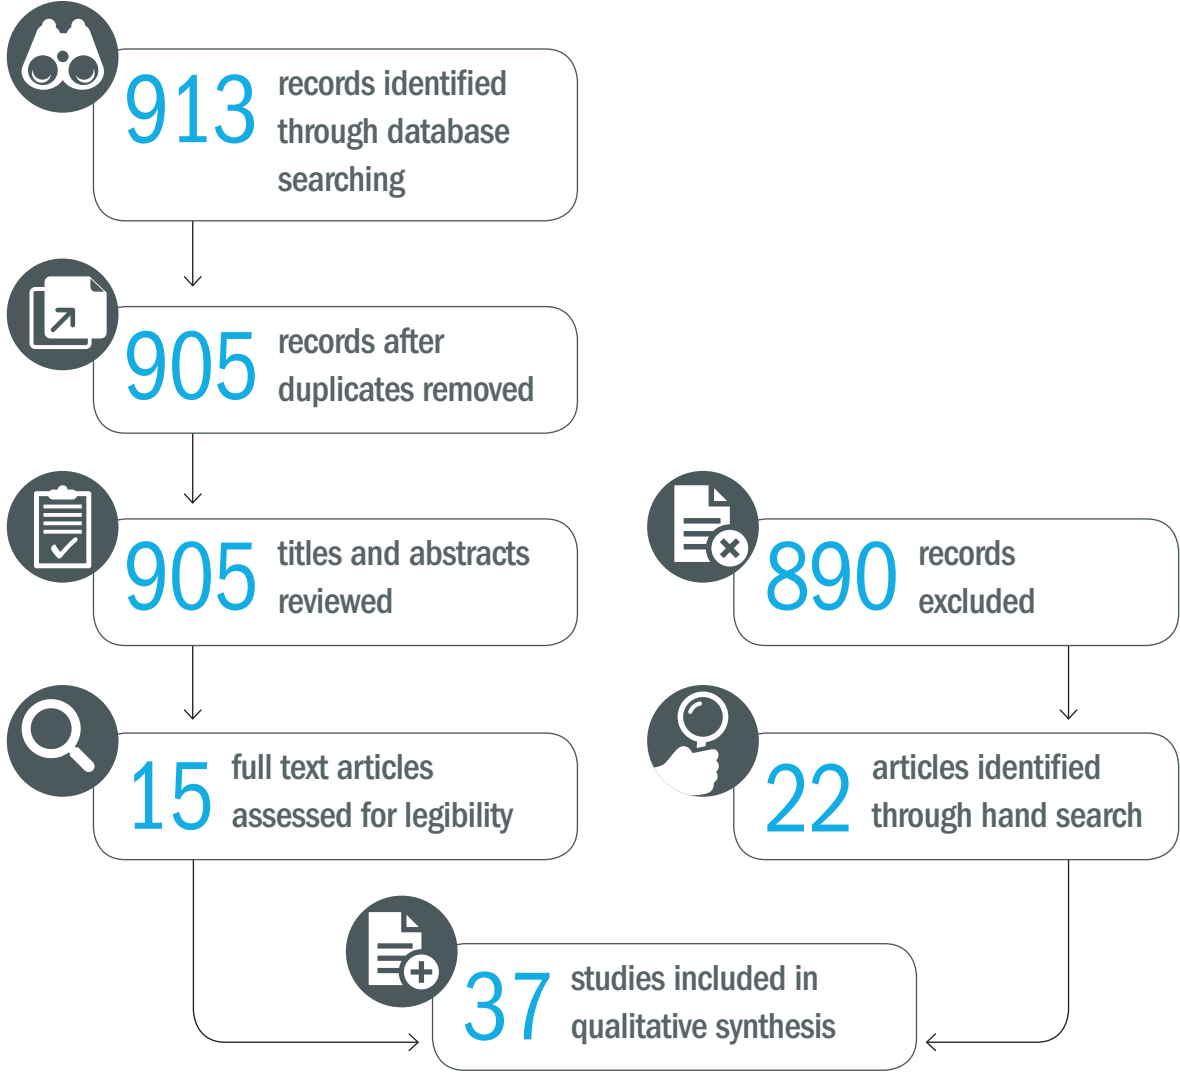 913 records identified
through database
searching
905 records after
duplicates removed
905 titles and abstracts
reviewed
890 records
excluded
15 full text articles
assessed for legibility
22 articles identified
through hand search
37 studies included in
qualitative synthesis